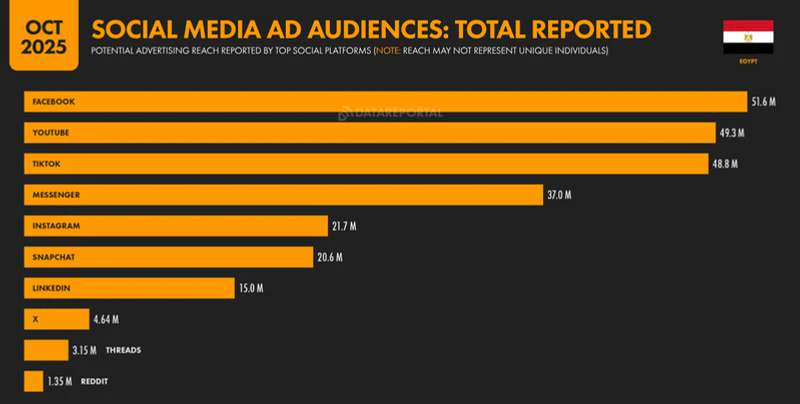 OCT
2025
SOCIAL MEDIA AD AUDIENCES: TOTAL REPORTED
POTENTIAL ADVERTISING REACH REPORTED BY TOP SOCIAL PLATFORMS (NOTE: REACH MAY NOT REPRESENT UNIQUE INDIVIDUALS)
EGYPT
FACEBOOK 51.6 M
DATAREPORTAL
YOUTUBE 49.3 M
TIKTOK 48.8 M
MESSENGER 37.0 M
INSTAGRAM 21.7 M
SNAPCHAT 20.6 M
LINKEDIN 15.0 M
X 4.64 M
3.15 M THREADS
1.35 M REDDIT